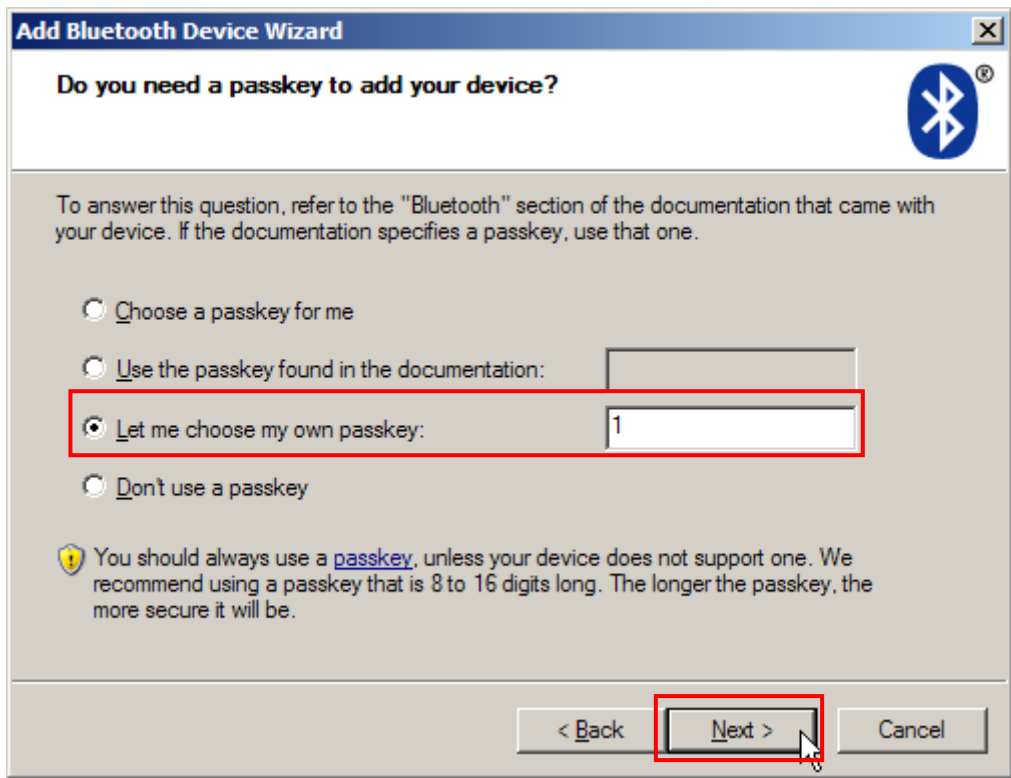 Add Bluetooth Device Wizard
Do you need a passkey to add your device?
®
To answer this question, refer to the "Bluetooth" section of the documentation that came with
your device. If the documentation specifies a passkey, use that one.
Choose a passkey for me
Use the passkey found in the documentation:
Let me choose my own passkey: 1
Don't use a passkey
You should always use a passkey, unless your device does not support one. We
recommend using a passkey that is 8 to 16 digits long. The longer the passkey, the
more secure it will be.
< Back Next > Cancel